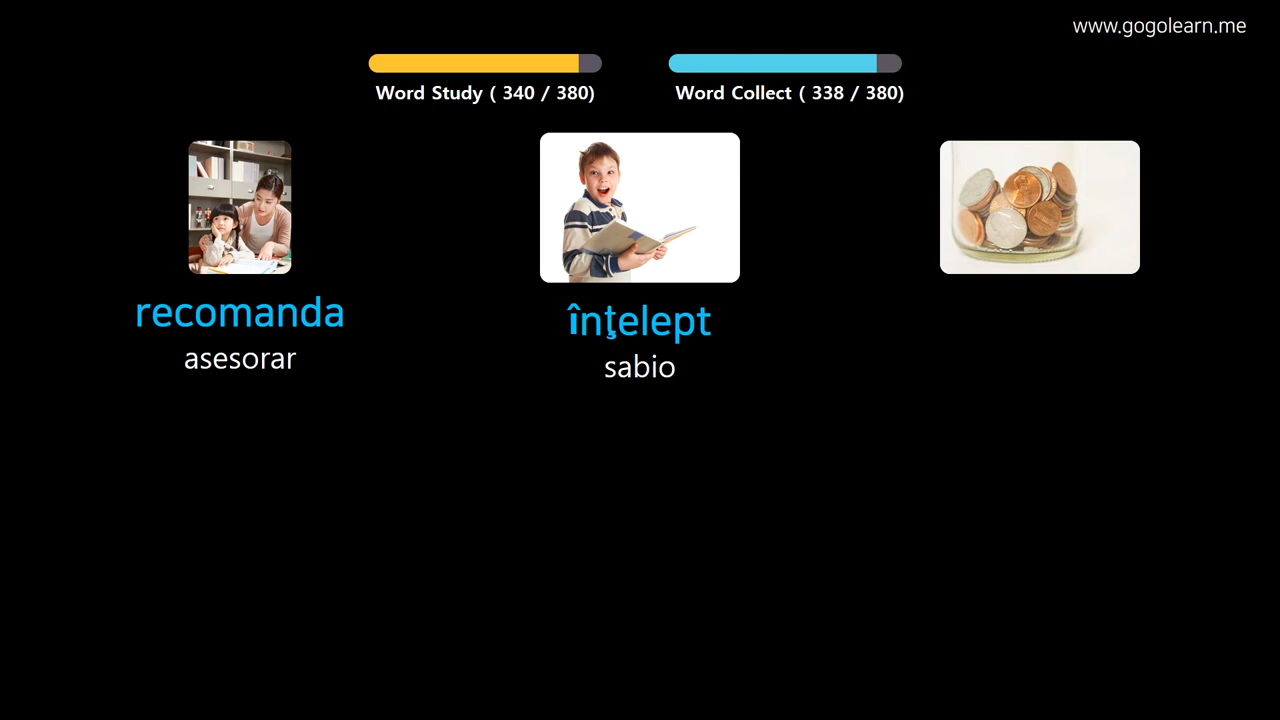 www.gogolearn.me
Word Study ( 340 / 380)
Word Collect ( 338 / 380)
recomanda
asesorar
înţelept
sabio